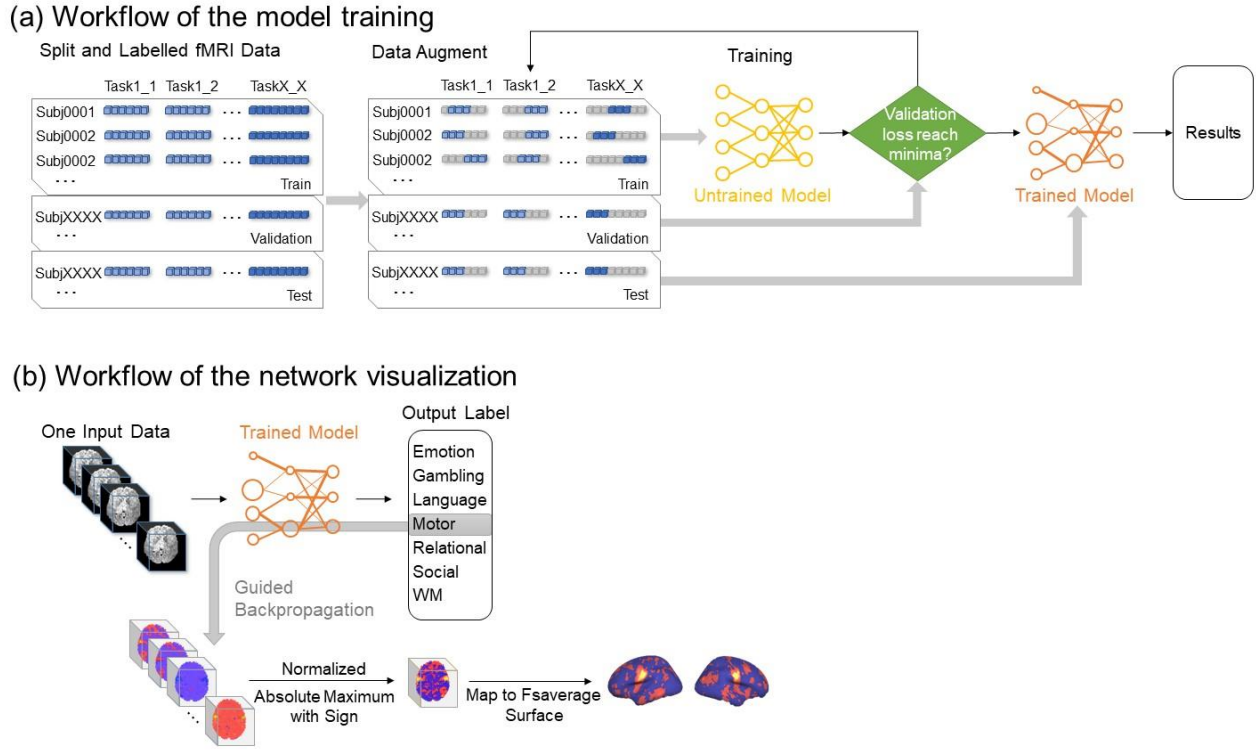 (a) Workflow of the model training
Split and Labelled fMRI Data
Task1_1 Task1_2 TaskX_X
Subj0001
Subj0002
Subj0002
...
Train
SubjXXXX
...
Validation
SubjXXXX
...
Test
Data Augment
Task1_1 Task1_2 TaskX_X
Subj0001
Subj0002
Subj0002
...
Train
SubjXXXX
...
Validation
SubjXXXX
...
Test
Training
Untrained Model
Validation
loss reach
minima?
Trained Model
Results
(b) Workflow of the network visualization
One Input Data
Trained Model
Output Label
Emotion
Gambling
Language
Motor
Relational
Social
WM
Guided
Backpropagation
Normalized
Absolute Maximum
with Sign
Map to Fsaverage
Surface